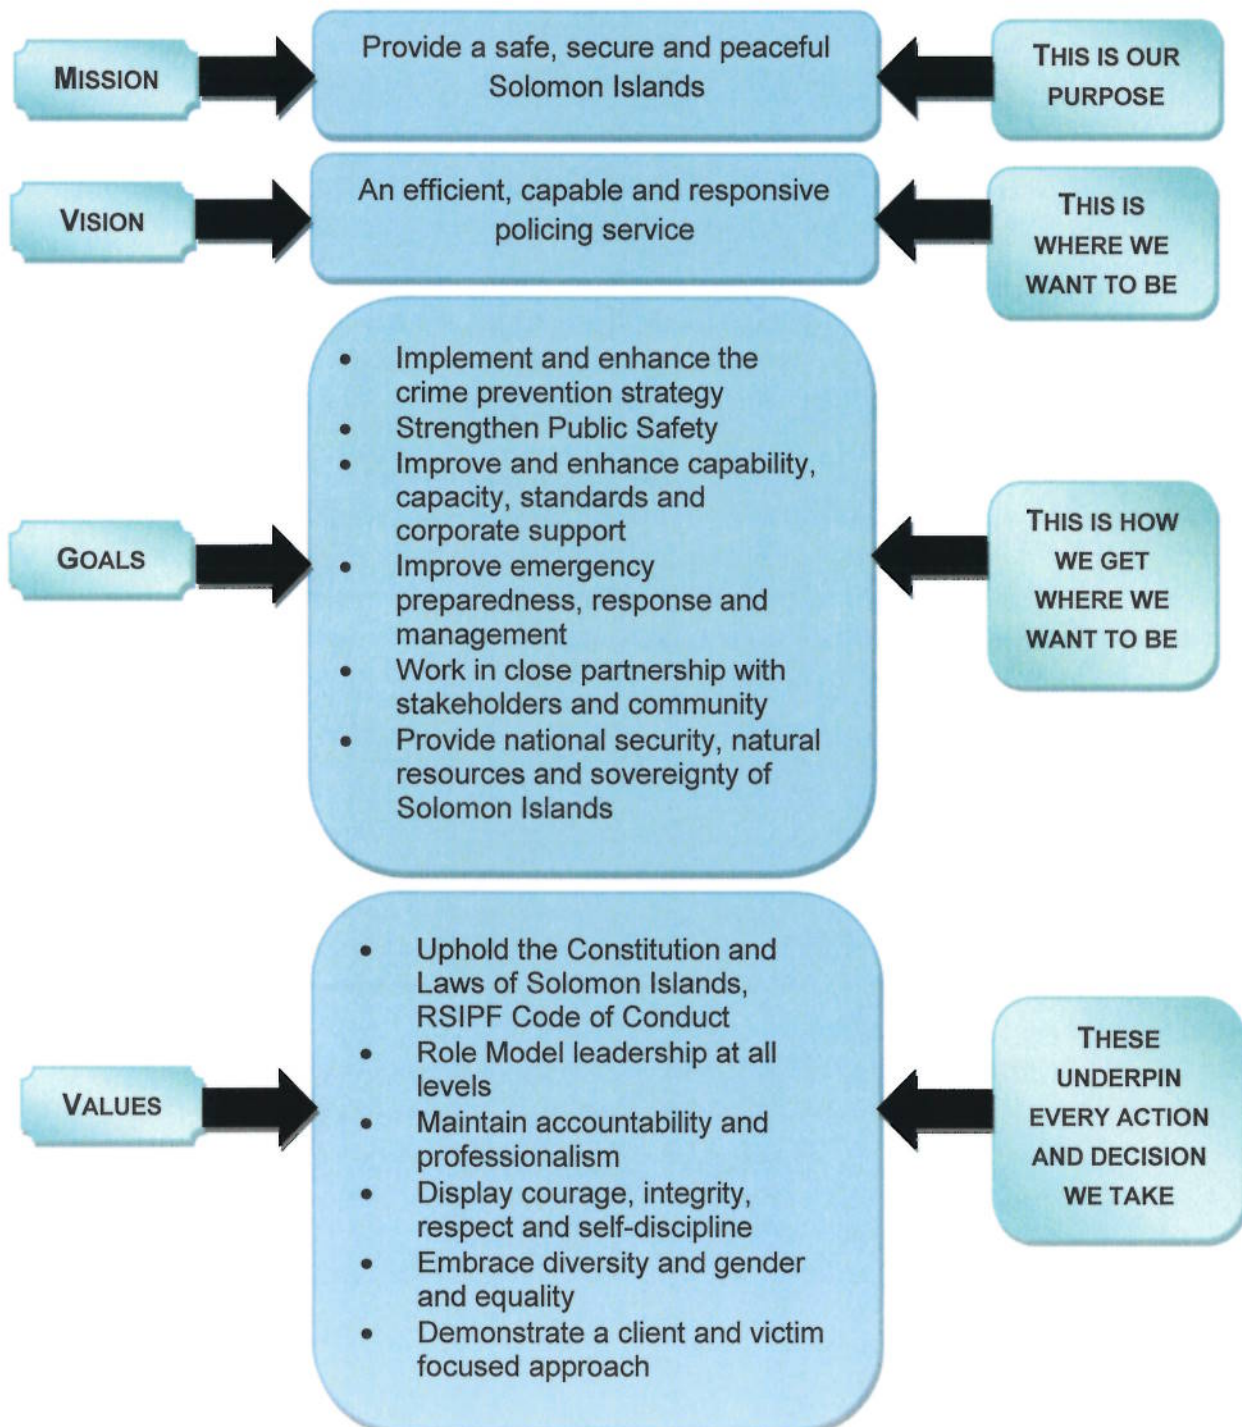 MISSION
Provide a safe, secure and peaceful
Solomon Islands
THIS IS OUR
PURPOSE
VISION
An efficient, capable and responsive
policing service
THIS IS
WHERE WE
WANT TO BE
GOALS
• Implement and enhance the
crime prevention strategy
• Strengthen Public Safety
• Improve and enhance capability,
capacity, standards and
corporate support
• Improve emergency
preparedness, response and
management
• Work in close partnership with
stakeholders and community
• Provide national security, natural
resources and sovereignty of
Solomon Islands
THIS IS HOW
WE GET
WHERE WE
WANT TO BE
VALUES
• Uphold the Constitution and
Laws of Solomon Islands,
RSIPF Code of Conduct
• Role Model leadership at all
levels
• Maintain accountability and
professionalism
• Display courage, integrity,
respect and self-discipline
• Embrace diversity and gender
and equality
• Demonstrate a client and victim
focused approach
THESE
UNDERPIN
EVERY ACTION
AND DECISION
WE TAKE